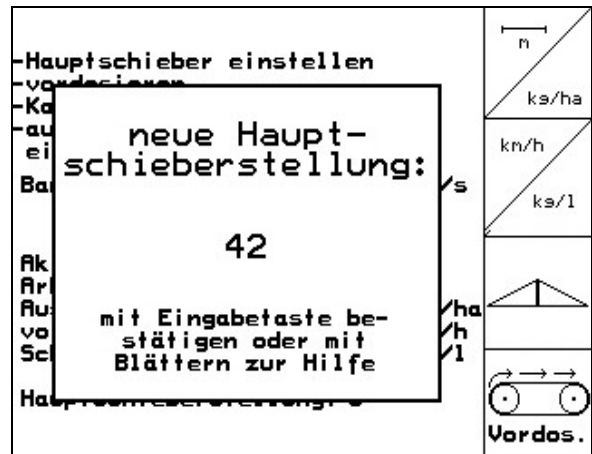 -Hauptschieber einstellen
neue Haupt-
schieberstellung:
42
mit Eingabetaste be-
stätigen oder mit
Blättern zur Hilfe
/s
/ha
/h
/l
m
kg/ha
km/h
kg/l
Vordos.